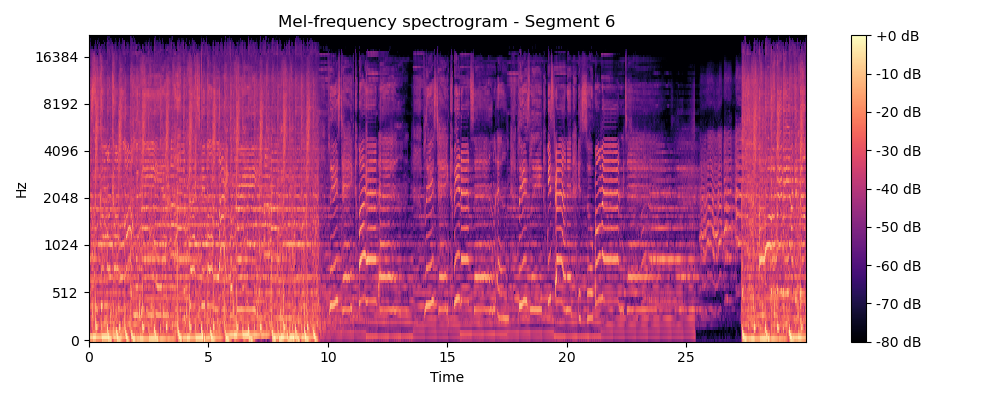 Mel-frequency spectrogram - Segment 6
Hz
16384
8192
4096
2048
1024
512
0
0 5 10 15 20 25
Time
+0 dB
-10 dB
-20 dB
-30 dB
-40 dB
-50 dB
-60 dB
-70 dB
-80 dB